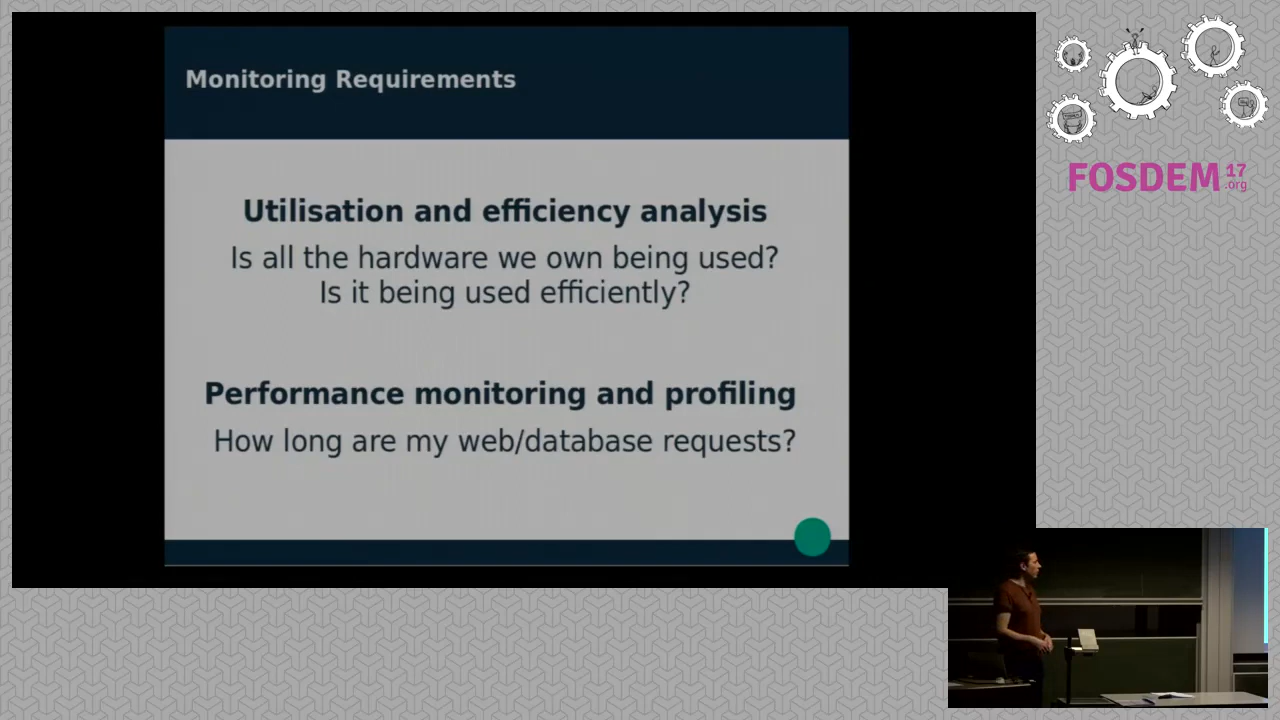 Monitoring Requirements
Utilisation and efficiency analysis
Is all the hardware we own being used?
Is it being used efficiently?
Performance monitoring and profiling
How long are my web/database requests?
FOSDEM 17
.org